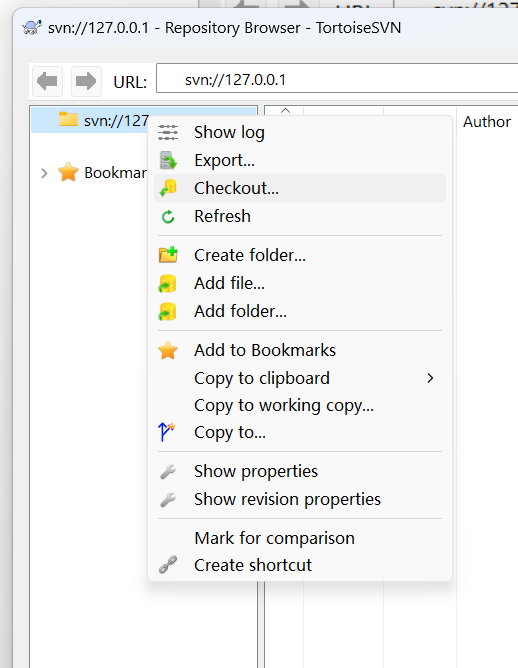 svn://127.0.0.1 - Repository Browser - TortoiseSVN
URL: svn://127.0.0.1
svn://127
Author
Bookmar
Show log
Export...
Checkout...
Refresh
Create folder...
Add file...
Add folder...
Add to Bookmarks
Copy to clipboard
Copy to working copy...
Copy to...
Show properties
Show revision properties
Mark for comparison
Create shortcut